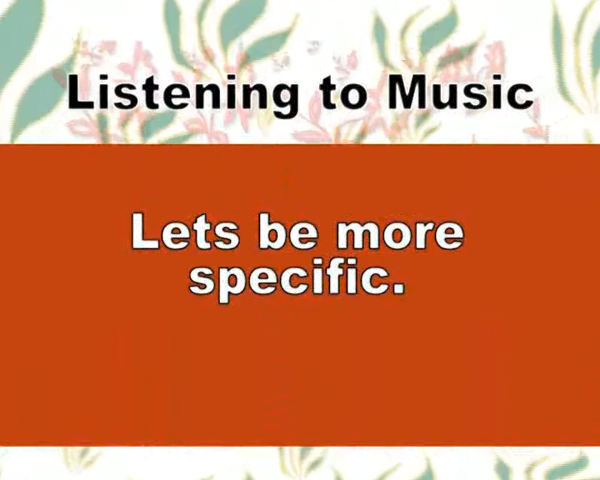 Listening to Music
Lets be more
specific.